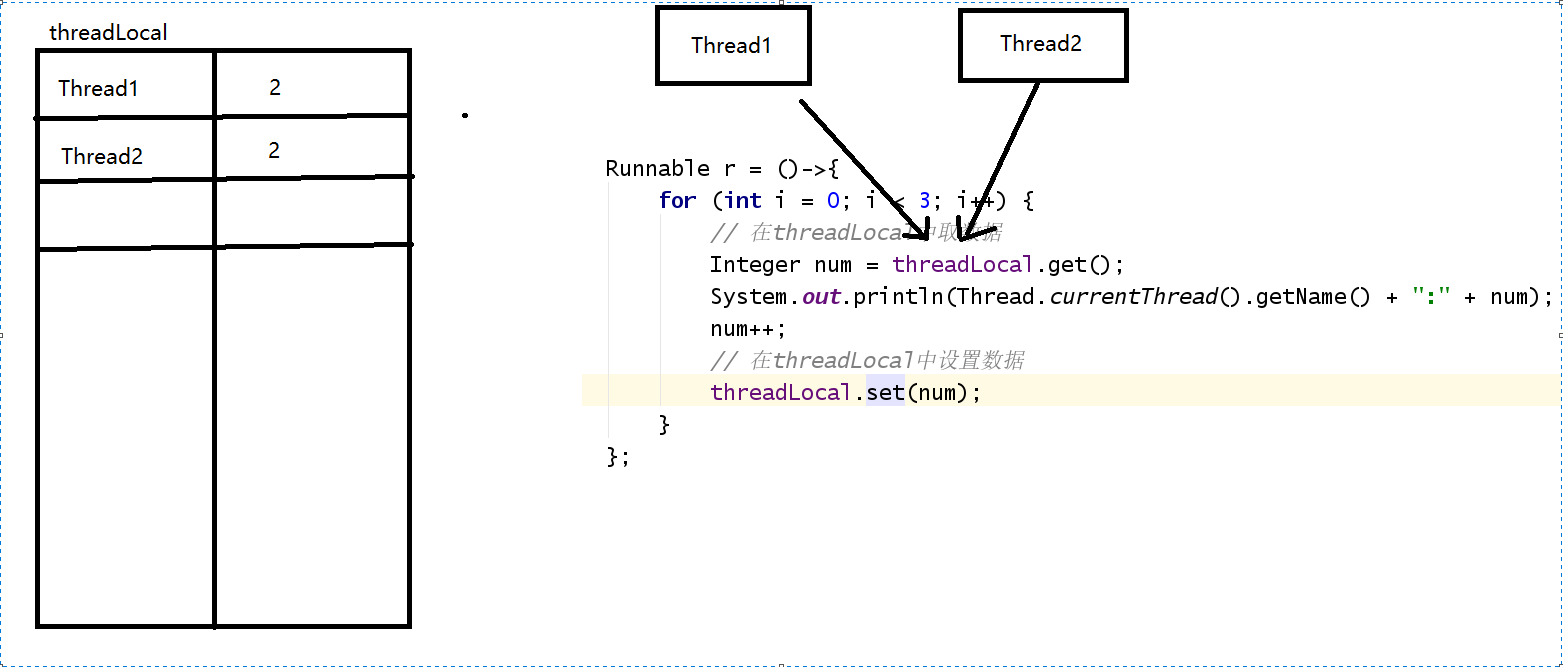 threadLocal
Thread1 2
Thread2 2
Thread1
Thread2
Runnable r = ()->{
for (int i = 0; i < 3; i++) {
// 在threadLocal中取数据
Integer num = threadLocal.get();
System.out.println(Thread.currentThread().getName() + ":" + num);
num++;
// 在threadLocal中设置数据
threadLocal.set(num);
}
};